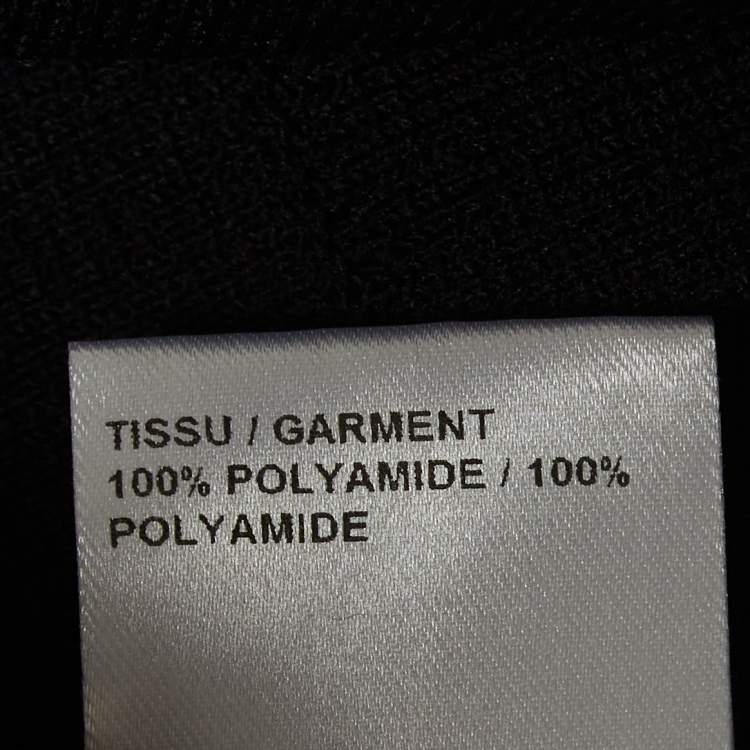 TISSU / GARMENT
100% POLYAMIDE / 100%
POLYAMIDE